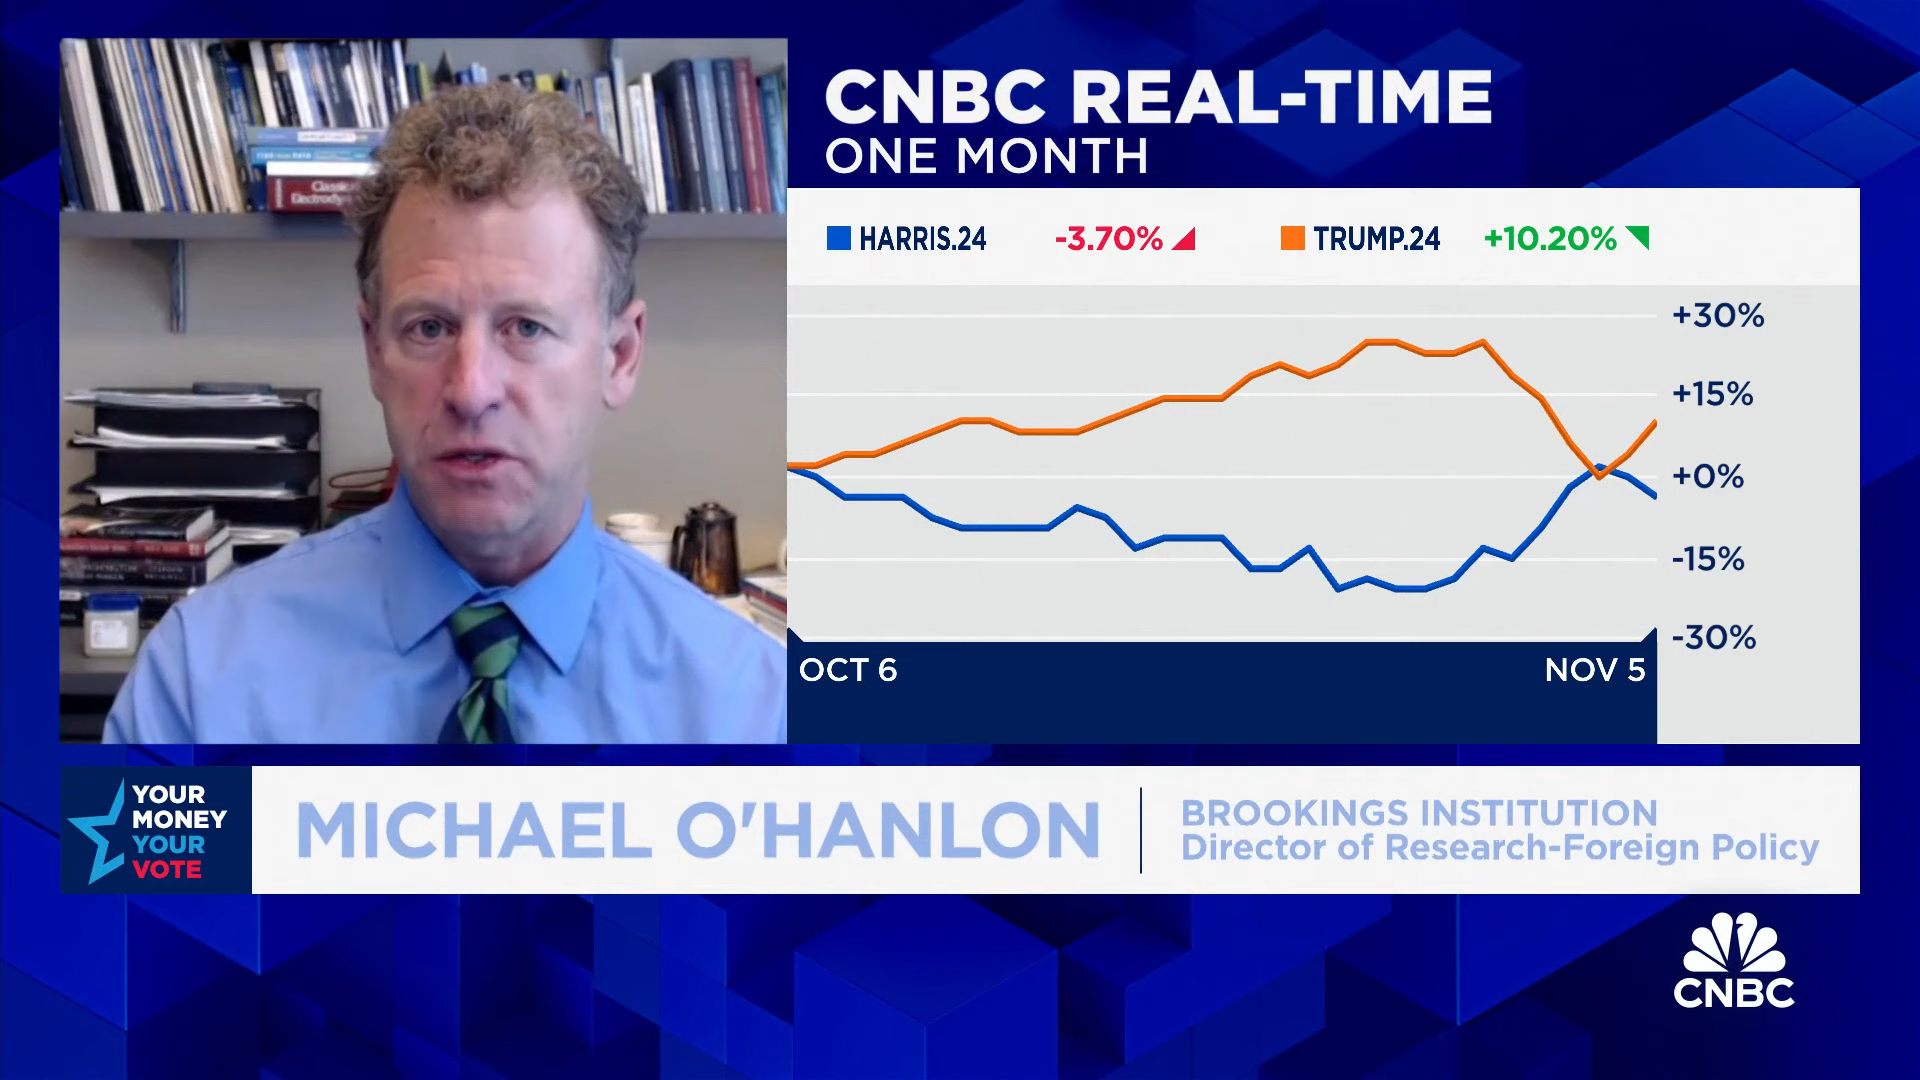 CNBC REAL-TIME
ONE MONTH
HARRIS.24 -3.70% TRUMP.24 +10.20%
+30%
+15%
+0%
-15%
-30%
OCT 6 NOV 5
YOUR
MONEY
YOUR
VOTE
MICHAEL O'HANLON
BROOKINGS INSTITUTION
Director of Research-Foreign Policy
CNBC